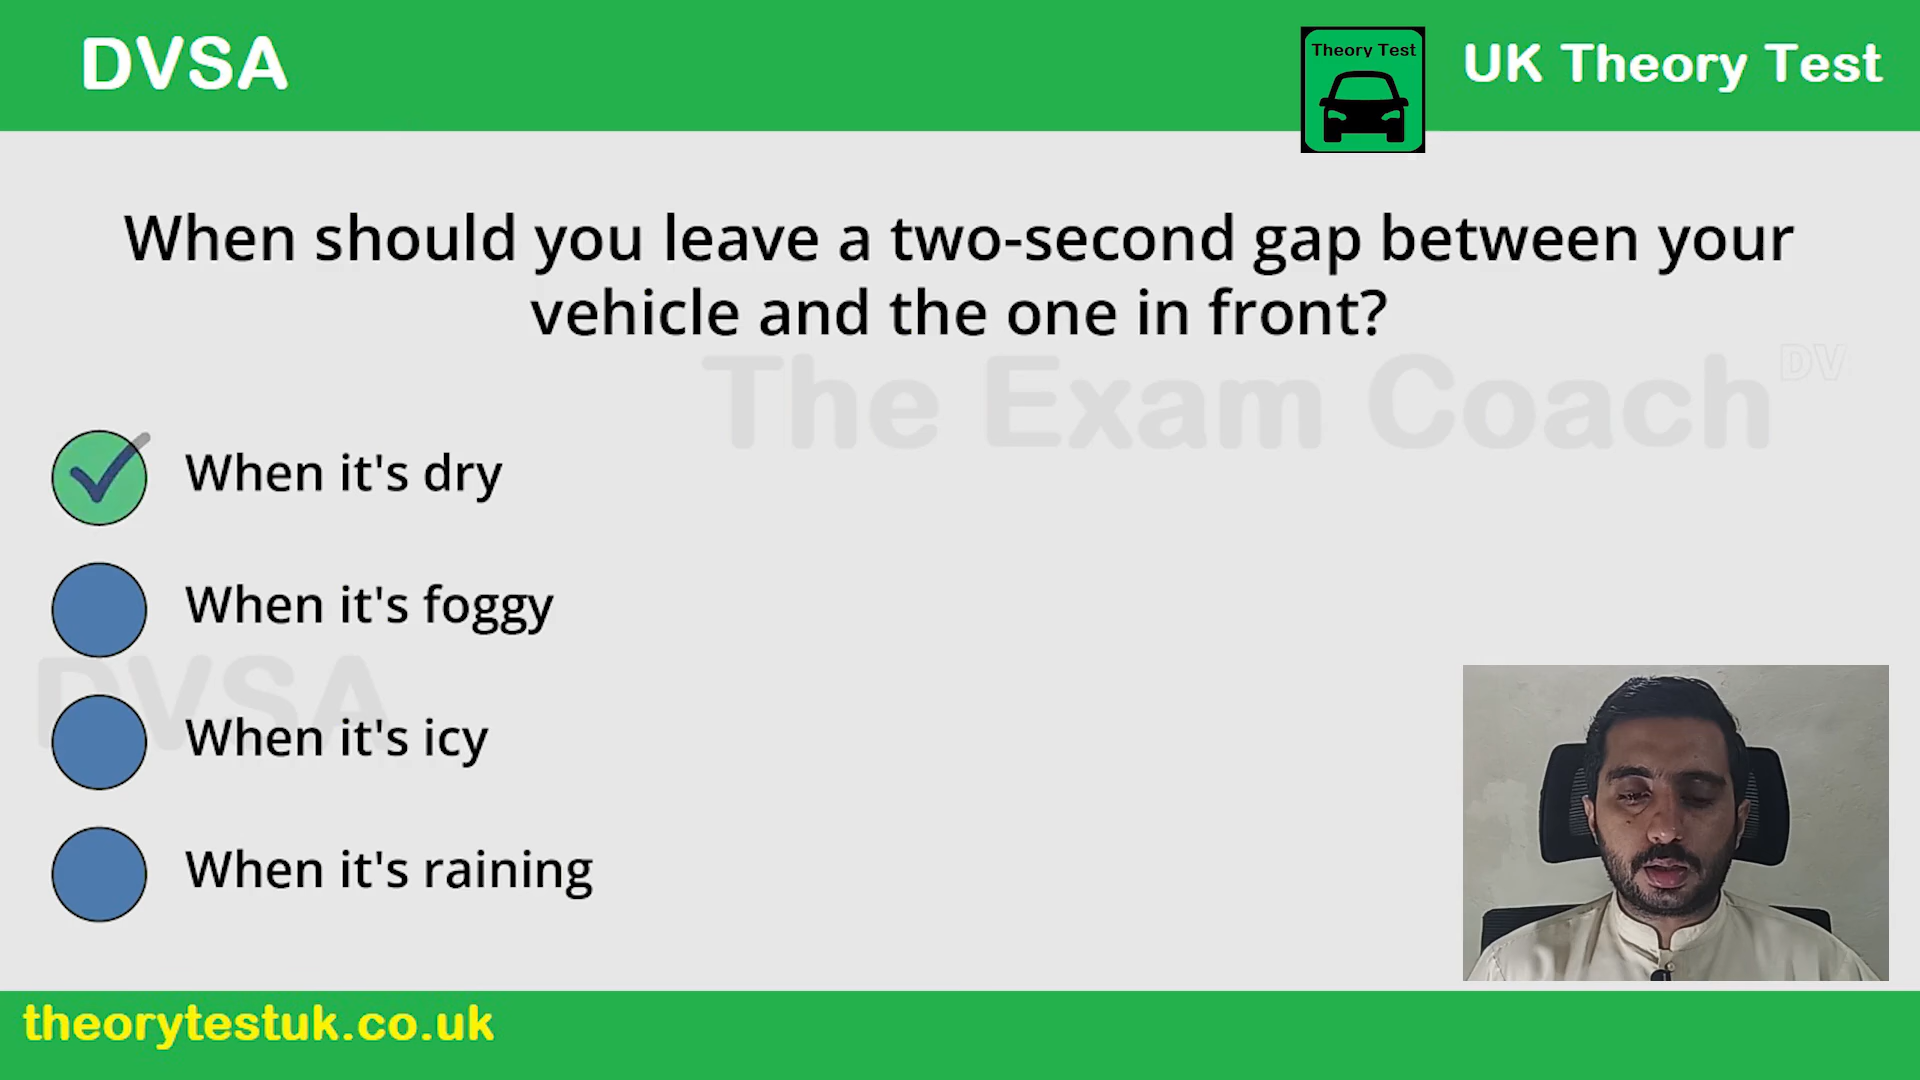 DVSA
Theory Test
UK Theory Test
When should you leave a two-second gap between your
vehicle and the one in front?
The Exam Coach
DV
When it's dry
When it's foggy
DVSA
When it's icy
When it's raining
theorytestuk.co.uk